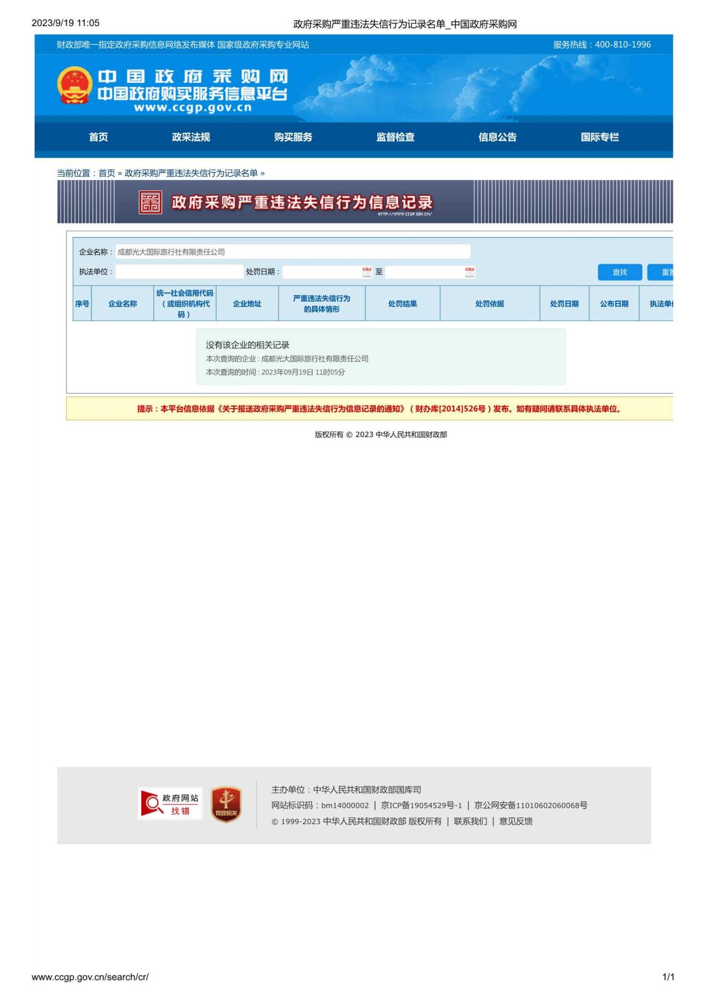 2023/9/19 11:05
政府采购严重违法失信行为记录名单_中国政府采购网
财政部唯一指定政府采购信息网络发布媒体 国家级政府采购专业网站
服务热线：400-810-1996
中国政府采购网
中国政府购买服务信息平台
www.ccgp.gov.cn
首页 政采法规 购买服务 监督检查 信息公告 国际专栏
当前位置：首页 » 政府采购严重违法失信行为记录名单 »
政府采购严重违法失信行为信息记录
HTTP://WWW.CCGP.GOV.CN/
企业名称：成都光大国际旅行社有限责任公司
执法单位： 处罚日期： 至 查找 重置
序号 企业名称 统一社会信用代码（或组织机构代码） 企业地址 严重违法失信行为的具体情形 处罚结果 处罚依据 处罚日期 公布日期 执法单位
没有该企业的相关记录
本次查询的企业 : 成都光大国际旅行社有限责任公司
本次查询的时间 : 2023年09月19日 11时05分
提示：本平台信息依据《关于报送政府采购严重违法失信行为信息记录的通知》（财办库[2014]526号）发布。如有疑问请联系具体执法单位。
版权所有 © 2023 中华人民共和国财政部
政府网站
找错
党政机关
主办单位：中华人民共和国财政部国库司
网站标识码：bm14000002 | 京ICP备19054529号-1 | 京公网安备11010602060068号
© 1999-2023 中华人民共和国财政部 版权所有 | 联系我们 | 意见反馈
www.ccgp.gov.cn/search/cr/
1/1